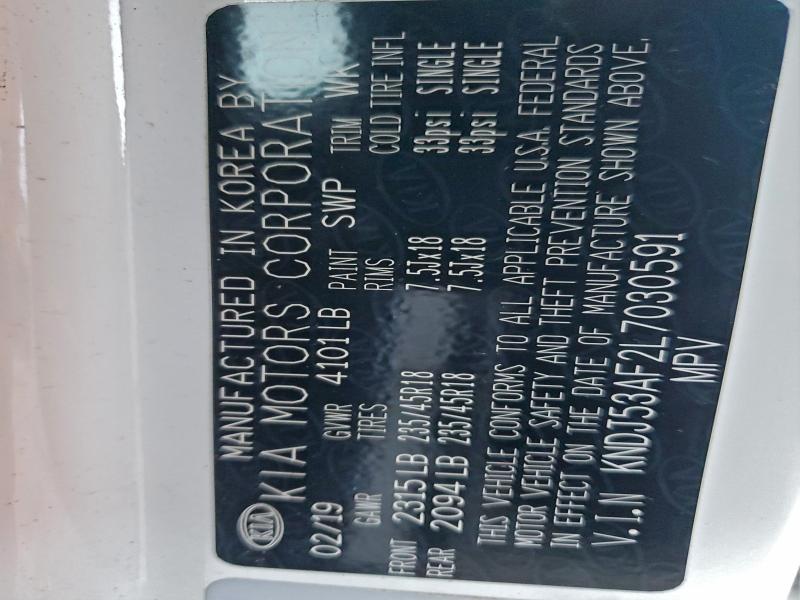 MANUFACTURED IN KOREA BY
KIA KIA MOTORS CORPORATION
02/19 GVWR 4101LB PAINT SWP TRIM WK
GAWR TIRES RIMS COLD TIRE INFL
FRONT 2315LB 235/45R18 7.5Jx18 33psi SINGLE
REAR 2094LB 235/45R18 7.5Jx18 33psi SINGLE
THIS VEHICLE CONFORMS TO ALL APPLICABLE U.S.A. FEDERAL
MOTOR VEHICLE SAFETY AND THEFT PREVENTION STANDARDS
IN EFFECT ON THE DATE OF MANUFACTURE SHOWN ABOVE.
V.I.N KNDJ53AF2L7030591
MPV